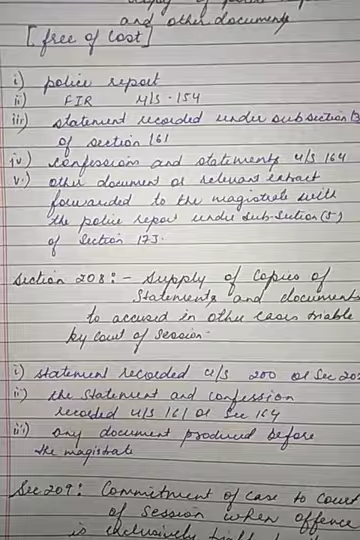 and other documents
[free of cost]
i) police report
ii) FIR u/s - 154
iii) statement recorded under subsection (3
of section 161
iv) confessions and statements u/s 164
v) other document or relevant extract
forwarded to the magistrate with
the police report under sub-section (5)
of section 173.
Section 208:- Supply of Copies of
Statements and documents
to accused in other cases triable
by court of session-
i) statement recorded u/s 200 or Sec 20
ii) the statement and confession
recorded u/s 161 or Sec 164
iii) any document produced before
the magistrate
Sec 209: Commitment of case to Court
of Session when offence
is exclusively